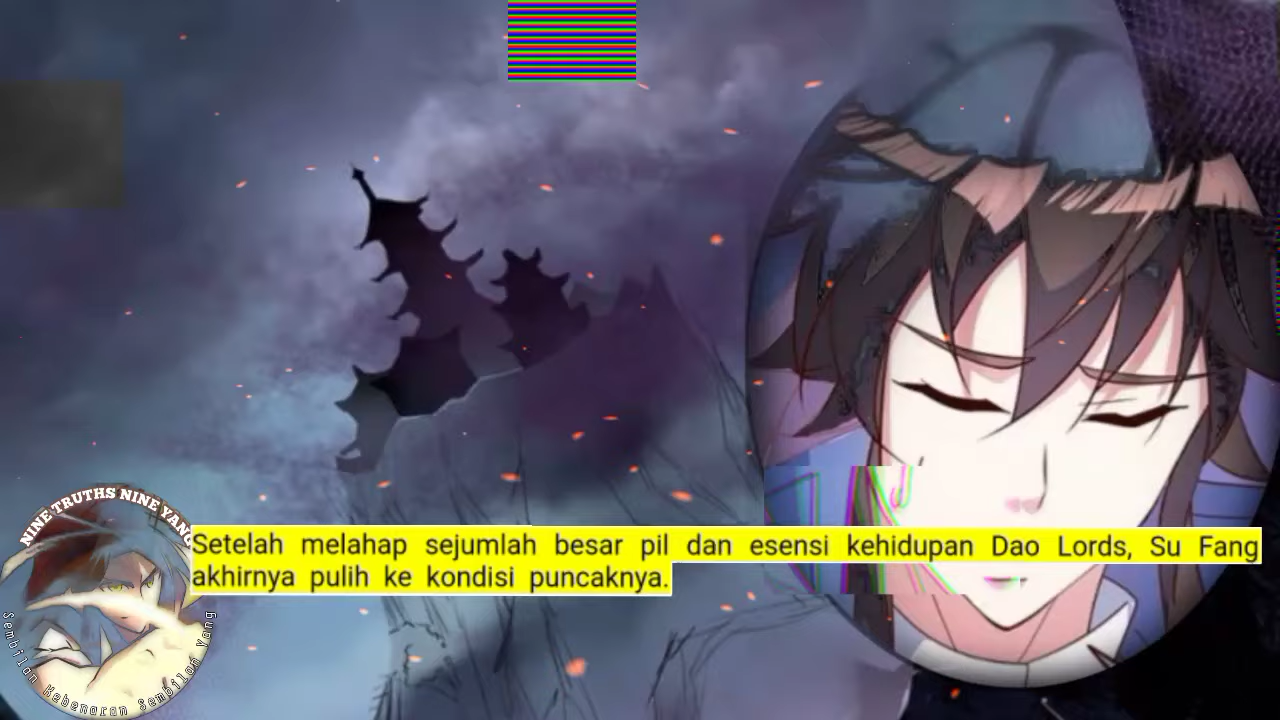 NINE TRUTHS NINE YANG
Setelah melahap sejumlah besar pil dan esensi kehidupan Dao Lords, Su Fang
akhirnya pulih ke kondisi puncaknya.
Sembilan Kebenaran Sembilan Yang